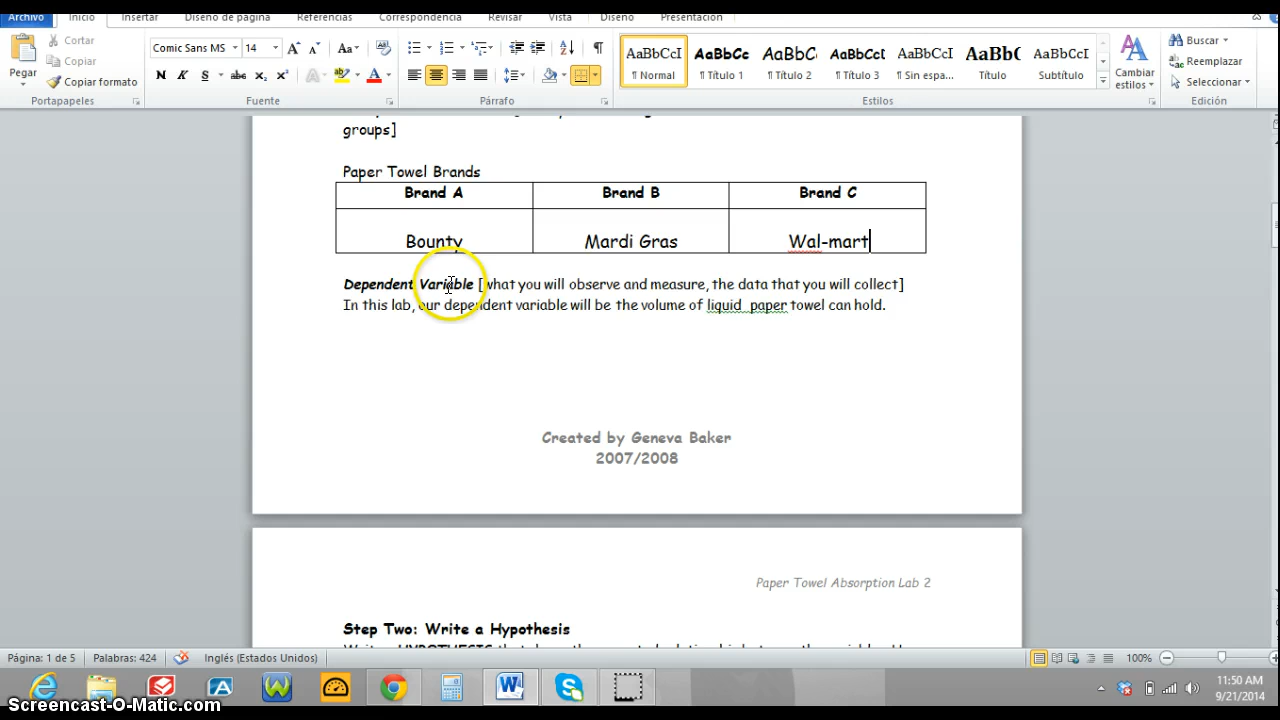 Archivo Inicio Insertar Diseño de página Referencias Correspondencia Revisar Vista Diseño Presentación
Pegar
Cortar
Copiar
Copiar formato
Portapapeles
Comic Sans MS 14
Fuente
Párrafo
AaBbCcI AaBbCc AaBbCcI AaBbCcI AaBbCcI AaBb( AaBbCcI
¶ Normal ¶ Título 1 ¶ Título 2 ¶ Título 3 ¶ Sin espa... Título Subtítulo
Cambiar estilos
Estilos
Buscar
Reemplazar
Seleccionar
Edición
groups]
Paper Towel Brands
Brand A Brand B Brand C
Bounty Mardi Gras Wal-mart
Dependent Variable [what you will observe and measure, the data that you will collect]
In this lab, our dependent variable will be the volume of liquid paper towel can hold.
Created by Geneva Baker
2007/2008
Paper Towel Absorption Lab 2
Step Two: Write a Hypothesis
Página: 1 de 5 Palabras: 424 Inglés (Estados Unidos) 100%
11:50 AM
9/21/2014
Screencast-O-Matic.com